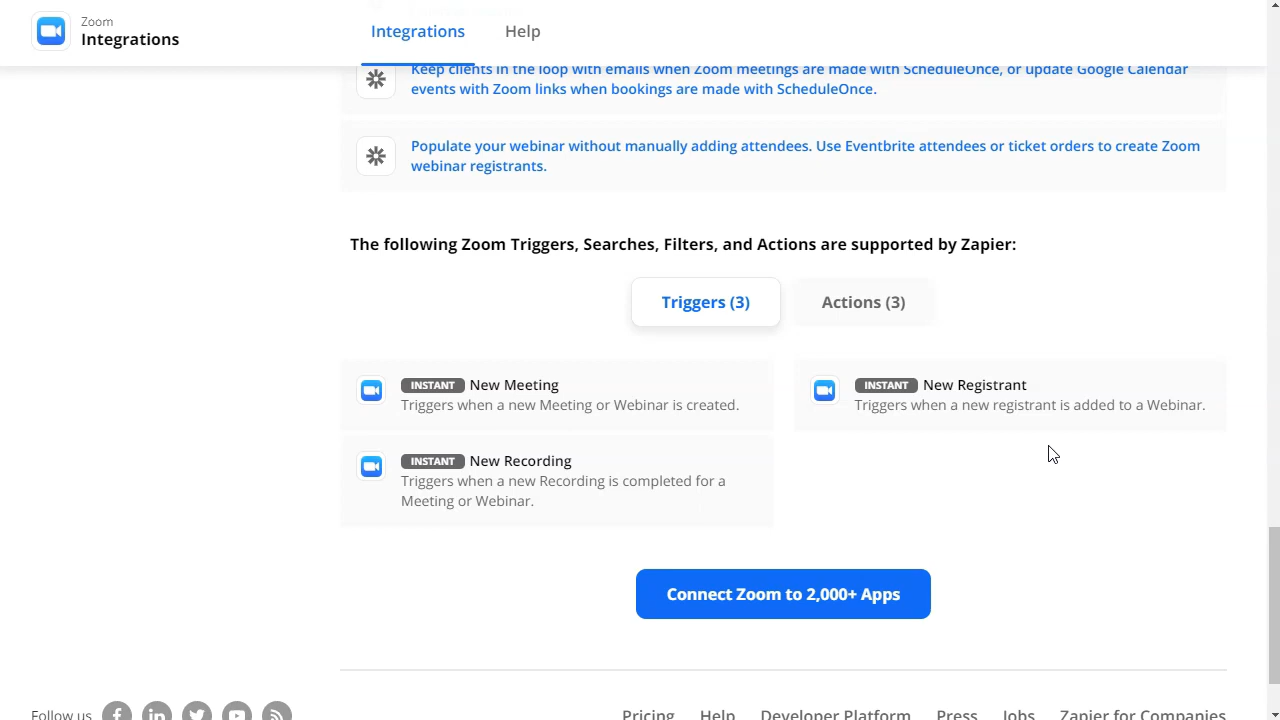 Zoom
Integrations
Integrations
Help
Keep clients in the loop with emails when Zoom meetings are made with ScheduleOnce, or update Google Calendar
events with Zoom links when bookings are made with ScheduleOnce.
Populate your webinar without manually adding attendees. Use Eventbrite attendees or ticket orders to create Zoom
webinar registrants.
The following Zoom Triggers, Searches, Filters, and Actions are supported by Zapier:
Triggers (3)
Actions (3)
INSTANT New Meeting
Triggers when a new Meeting or Webinar is created.
INSTANT New Registrant
Triggers when a new registrant is added to a Webinar.
INSTANT New Recording
Triggers when a new Recording is completed for a
Meeting or Webinar.
Connect Zoom to 2,000+ Apps
Follow us
Pricing
Help
Developer Platform
Press
Jobs
Zapier for Companies